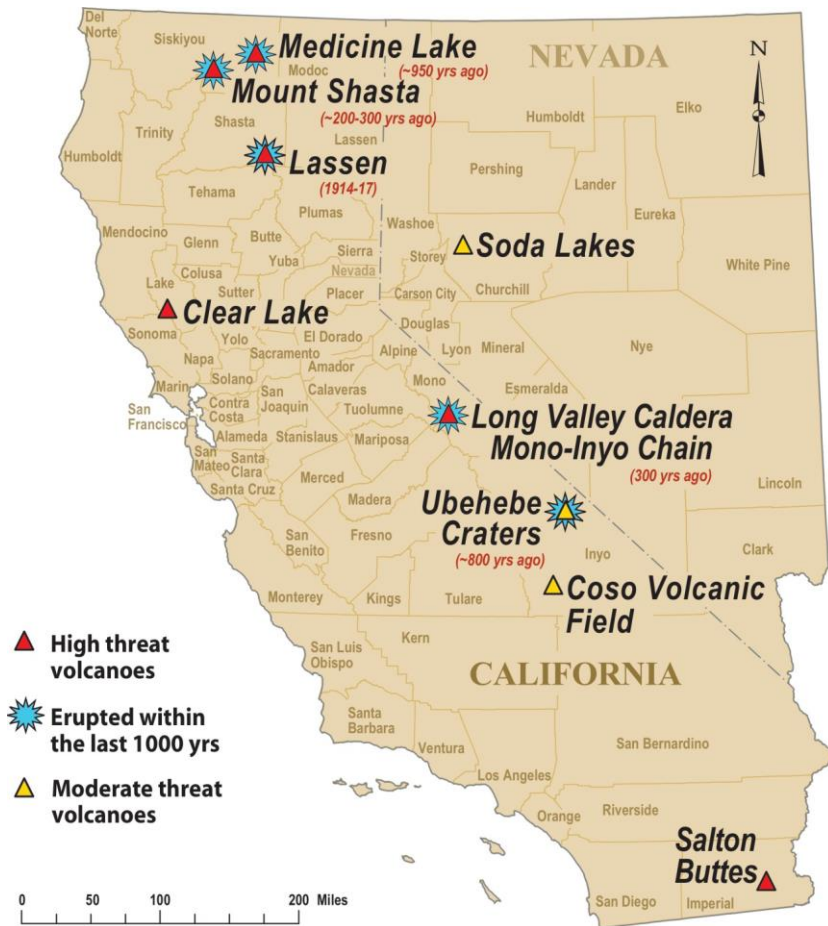 Del
Norte
Siskiyou
Medicine Lake
(~950 yrs ago)
Modoc
NEVADA
N
Mount Shasta
(~200-300 yrs ago)
Humboldt
Elko
Trinity
Shasta
Lassen
Humboldt
Lassen
(1914-17)
Pershing
Lander
Eureka
Tehama
Plumas
Washoe
Mendocino
Glenn
Butte
Sierra
Storey
Soda Lakes
White Pine
Yuba
Nevada
Colusa
Lake
Sutter
Placer
Carson City
Churchill
Clear Lake
Sonoma
Yolo
El Dorado
Douglas
Lyon
Mineral
Nye
Napa
Sacramento
Alpine
Amador
Marin
Solano
Calaveras
Mono
Esmeralda
San
Francisco
Contra
Costa
San
Joaquin
Tuolumne
Long Valley Caldera
Mono-Inyo Chain
(300 yrs ago)
Alameda
Stanislaus
Mariposa
San
Mateo
Santa
Clara
Santa Cruz
Merced
Madera
Lincoln
Ubehebe
Craters
(~800 yrs ago)
San
Benito
Fresno
Inyo
Clark
Monterey
Kings
Tulare
Coso Volcanic
Field
High threat
volcanoes
San Luis
Obispo
Kern
CALIFORNIA
Erupted within
the last 1000 yrs
Santa
Barbara
Ventura
San Bernardino
Los Angeles
Moderate threat
volcanoes
Orange
Riverside
Salton
Buttes
San Diego
Imperial
0 50 100 200 Miles